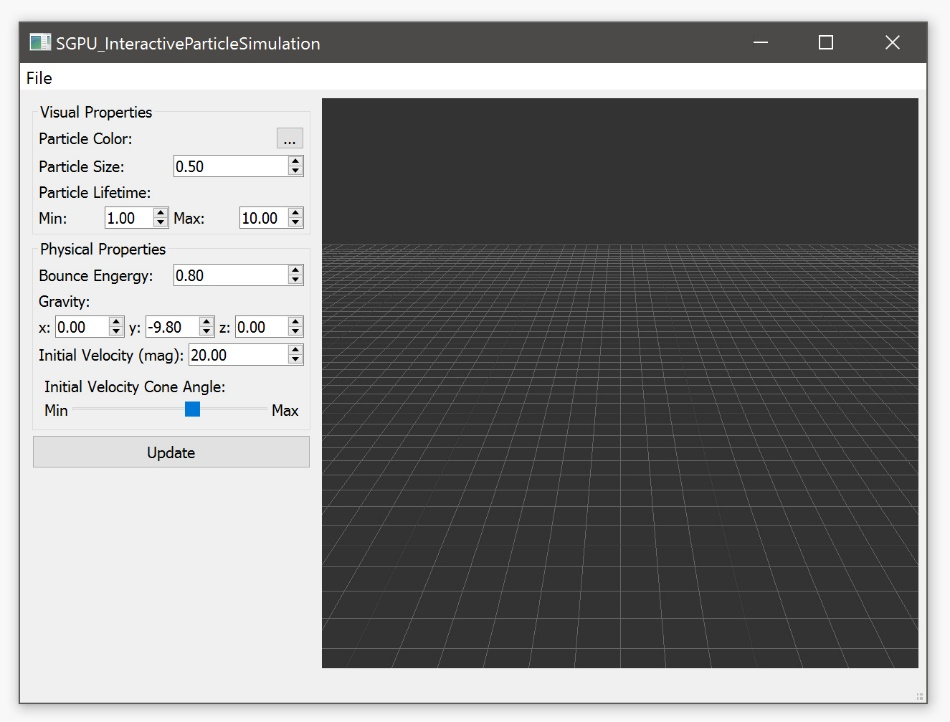 SGPU_InteractiveParticleSimulation
File
Visual Properties
Particle Color: ...
Particle Size: 0.50
Particle Lifetime:
Min: 1.00 Max: 10.00
Physical Properties
Bounce Engergy: 0.80
Gravity:
x: 0.00 y: -9.80 z: 0.00
Initial Velocity (mag): 20.00
Initial Velocity Cone Angle:
Min Max
Update